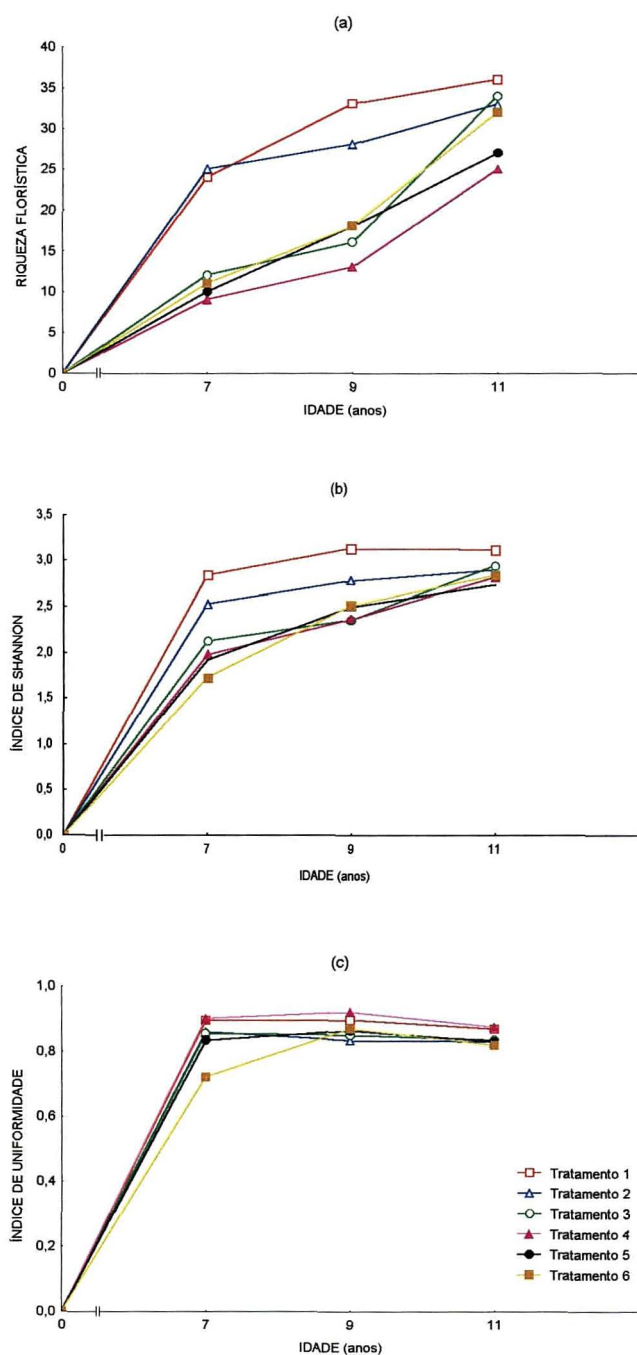 (a)
RIQUEZA FLORÍSTICA
40
35
30
25
20
15
10
5
0
0
7
9
11
IDADE (anos)
(b)
ÍNDICE DE SHANNON
3,5
3,0
2,5
2,0
1,5
1,0
0,5
0,0
0
7
9
11
IDADE (anos)
(c)
ÍNDICE DE UNIFORMIDADE
1,0
0,8
0,6
0,4
0,2
0,0
0
7
9
11
IDADE (anos)
Tratamento 1
Tratamento 2
Tratamento 3
Tratamento 4
Tratamento 5
Tratamento 6